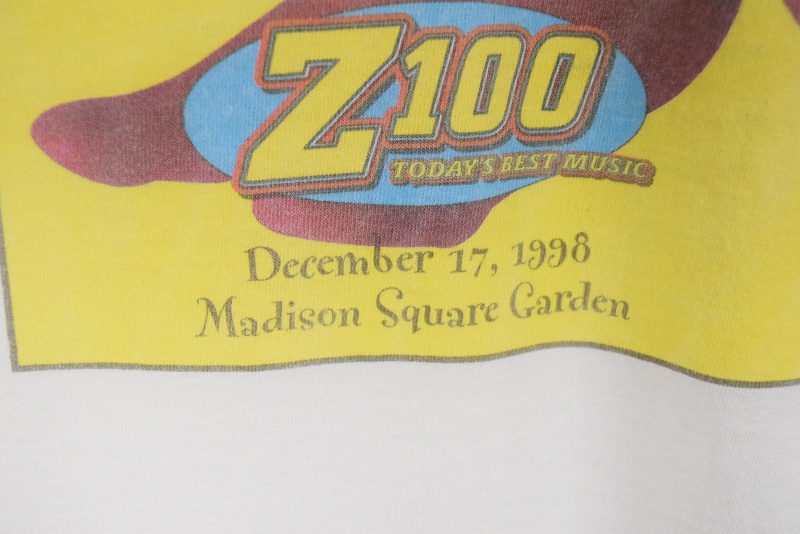 Z100
TODAY'S BEST MUSIC
December 17, 1998
Madison Square Garden